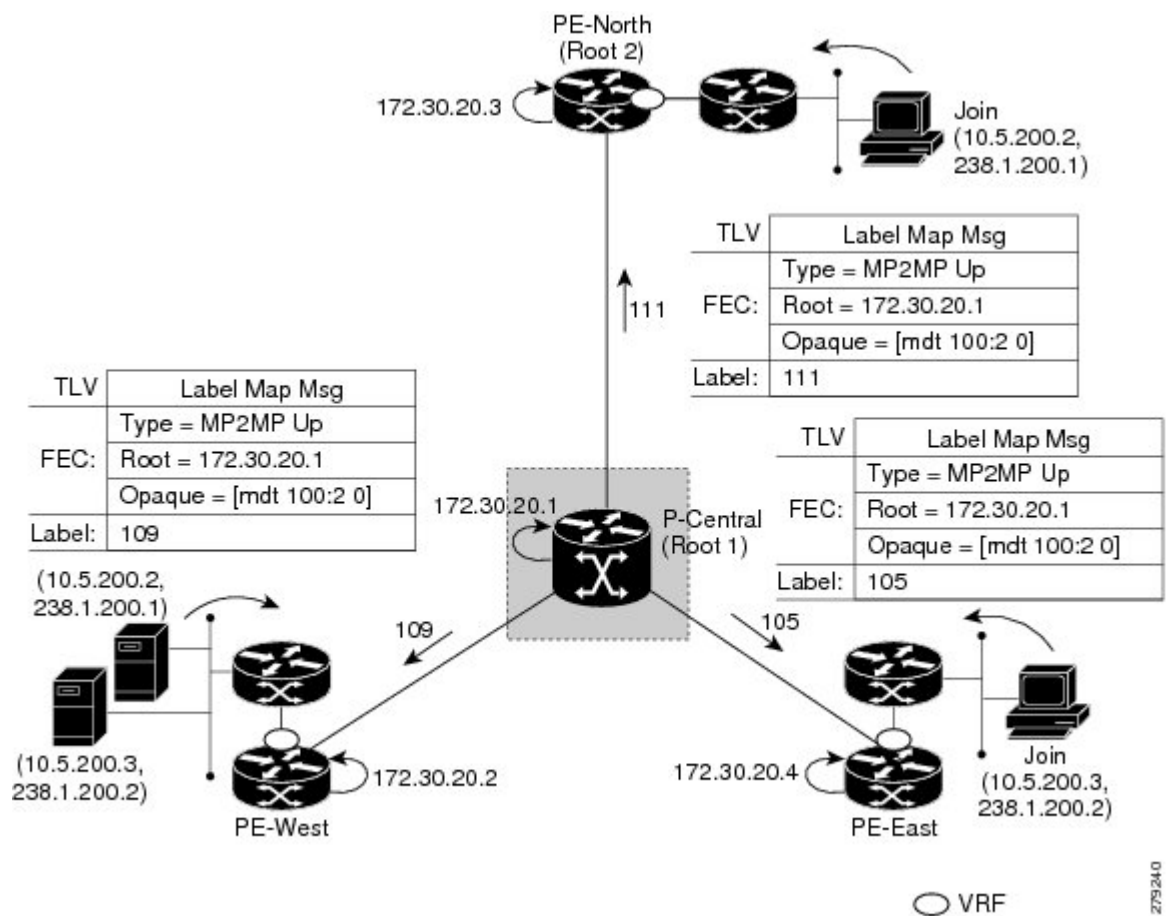 PE-North
(Root 2)
172.30.20.3
Join
(10.5.200.2,
238.1.200.1)
TLV
Label Map Msg
FEC:
Type = MP2MP Up
Root = 172.30.20.1
Opaque = [mdt 100:2 0]
Label:
111
111
TLV
Label Map Msg
FEC:
Type = MP2MP Up
Root = 172.30.20.1
Opaque = [mdt 100:2 0]
Label:
109
TLV
Label Map Msg
FEC:
Type = MP2MP Up
Root = 172.30.20.1
Opaque = [mdt 100:2 0]
Label:
105
172.30.20.1
P-Central
(Root 1)
(10.5.200.2,
238.1.200.1)
109
105
(10.5.200.3,
238.1.200.2)
172.30.20.2
PE-West
172.30.20.4
PE-East
Join
(10.5.200.3,
238.1.200.2)
VRF
279240